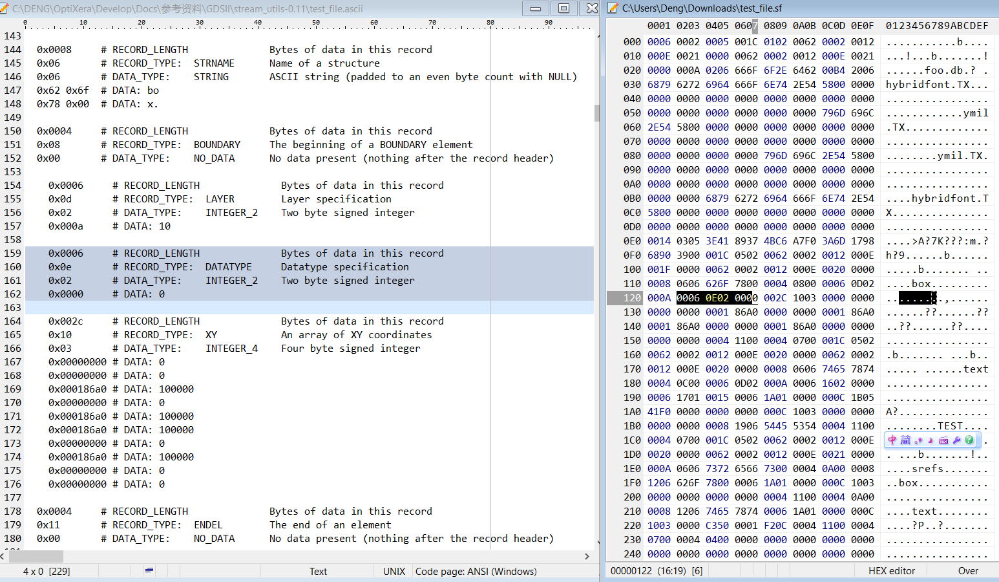 C:\DENG\OptiXera\Develop\Docs\参考资料\GDSII\stream_utils-0.11\test_file.ascii
0 10 20 30 40 50 60 70 80 90
143
144 0x0008 # RECORD_LENGTH Bytes of data in this record
145 0x06 # RECORD_TYPE: STRNAME Name of a structure
146 0x06 # DATA_TYPE: STRING ASCII string (padded to an even byte count with NULL)
147 0x62 0x6f # DATA: bo
148 0x78 0x00 # DATA: x.
149
150 0x0004 # RECORD_LENGTH Bytes of data in this record
151 0x08 # RECORD_TYPE: BOUNDARY The beginning of a BOUNDARY element
152 0x00 # DATA_TYPE: NO_DATA No data present (nothing after the record header)
153
154 0x0006 # RECORD_LENGTH Bytes of data in this record
155 0x0d # RECORD_TYPE: LAYER Layer specification
156 0x02 # DATA_TYPE: INTEGER_2 Two byte signed integer
157 0x000a # DATA: 10
158
159 0x0006 # RECORD_LENGTH Bytes of data in this record
160 0x0e # RECORD_TYPE: DATATYPE Datatype specification
161 0x02 # DATA_TYPE: INTEGER_2 Two byte signed integer
162 0x0000 # DATA: 0
163
164 0x002c # RECORD_LENGTH Bytes of data in this record
165 0x10 # RECORD_TYPE: XY An array of XY coordinates
166 0x03 # DATA_TYPE: INTEGER_4 Four byte signed integer
167 0x00000000 # DATA: 0
168 0x00000000 # DATA: 0
169 0x000186a0 # DATA: 100000
170 0x00000000 # DATA: 0
171 0x000186a0 # DATA: 100000
172 0x000186a0 # DATA: 100000
173 0x00000000 # DATA: 0
174 0x000186a0 # DATA: 100000
175 0x00000000 # DATA: 0
176 0x00000000 # DATA: 0
177
178 0x0004 # RECORD_LENGTH Bytes of data in this record
179 0x11 # RECORD_TYPE: ENDEL The end of an element
180 0x00 # DATA_TYPE: NO_DATA No data present (nothing after the record header)
4 x 0 [229] Text UNIX Code page: ANSI (Windows)
C:\Users\Deng\Downloads\test_file.sf
0001 0203 0405 0607 0809 0A0B 0C0D 0E0F 0123456789ABCDEF
000 0006 0002 0005 001C 0102 0062 0002 0012 ...........b....
010 000E 0021 0000 0062 0002 0012 000E 0021 ...!...b.......!
020 0000 000A 0206 666F 6F2E 6462 00B4 2006 ......foo.db.? .
030 6879 6272 6964 666F 6E74 2E54 5800 0000 hybridfont.TX...
040 0000 0000 0000 0000 0000 0000 0000 0000 ................
050 0000 0000 0000 0000 0000 0000 796D 696C ............ymil
060 2E54 5800 0000 0000 0000 0000 0000 0000 .TX.............
070 0000 0000 0000 0000 0000 0000 0000 0000 ................
080 0000 0000 0000 0000 796D 696C 2E54 5800 ........ymil.TX.
090 0000 0000 0000 0000 0000 0000 0000 0000 ................
0A0 0000 0000 0000 0000 0000 0000 0000 0000 ................
0B0 0000 0000 6879 6272 6964 666F 6E74 2E54 ....hybridfont.T
0C0 5800 0000 0000 0000 0000 0000 0000 0000 X...............
0D0 0000 0000 0000 0000 0000 0000 0000 0000 ................
0E0 0014 0305 3E41 8937 4BC6 A7F0 3A6D 1798 ....>A?7K???:m.?
0F0 6890 3900 001C 0502 0062 0002 0012 000E h?9......b......
100 001F 0000 0062 0002 0012 000E 0020 0000 .....b....... ..
110 0008 0606 626F 7800 0004 0800 0006 0D02 ....box.........
120 000A 0006 0E02 0000 002C 1003 0000 0000 .........,......
130 0000 0000 0001 86A0 0000 0000 0001 86A0 ......??......??
140 0001 86A0 0000 0000 0001 86A0 0000 0000 ..??......??....
150 0000 0000 0004 1100 0004 0700 001C 0502 ................
160 0062 0002 0012 000E 0020 0000 0062 0002 .b....... ...b..
170 0012 000E 0020 0000 0008 0606 7465 7874 ..... ......text
180 0004 0C00 0006 0D02 000A 0006 1602 0000 ................
190 0006 1701 0015 0006 1A01 0000 000C 1B05 ................
1A0 41F0 0000 0000 0000 000C 1003 0000 0000 A?..............
1B0 0000 0000 0008 1906 5445 5354 0004 1100 ........TEST....
1C0 0004 0700 001C 0502 0062 0002 0012 000E .
中 简
1D0 0020 0000 0062 0002 0012 000E 0021 0000 . ...b.......!..
1E0 000A 0606 7372 6566 7300 0004 0A00 0008 ....srefs.......
1F0 1206 626F 7800 0006 1A01 0000 000C 1003 ..box...........
200 0000 0000 0000 0000 0004 1100 0004 0A00 ................
210 0008 1206 7465 7874 0006 1A01 0000 000C ....text........
220 1003 0000 C350 0001 F20C 0004 1100 0004 ....?P..?.......
230 0700 0004 0400 0000 0000 0000 0000 0000 ................
240 0000 0000 0000 0000 0000 0000 0000 0000 ................
00000122 (16:19) [6] HEX editor Over